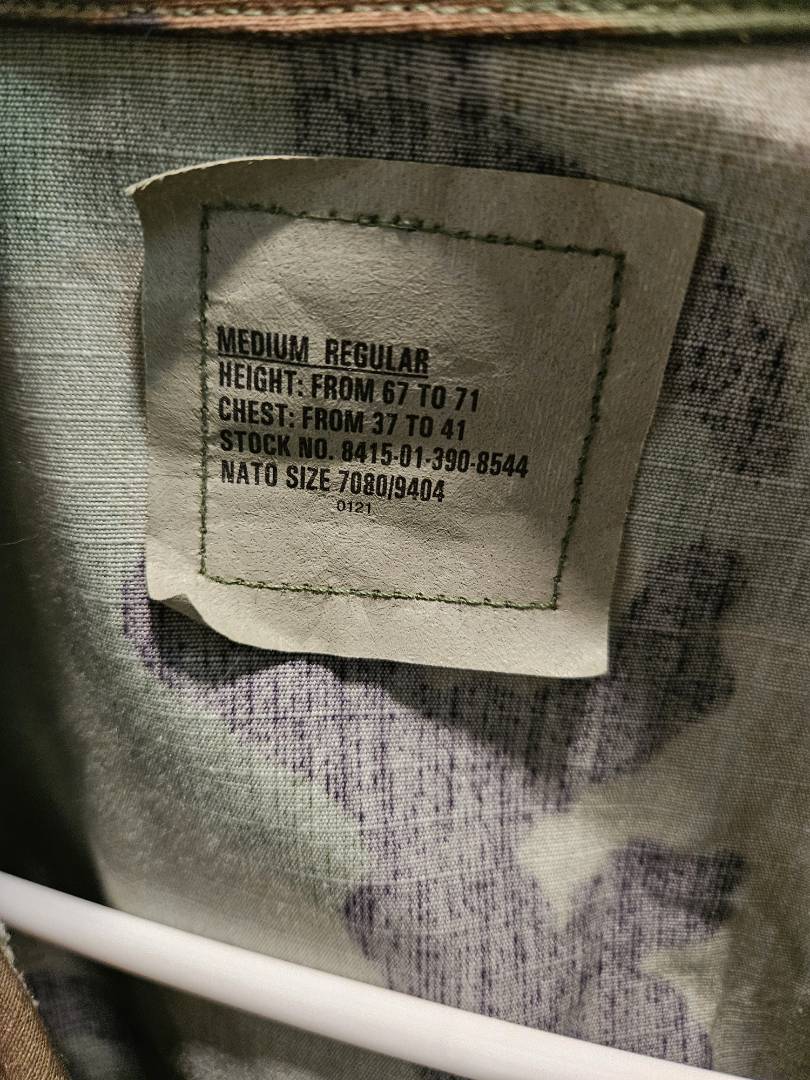 MEDIUM REGULAR
HEIGHT: FROM 67 TO 71
CHEST: FROM 37 TO 41
STOCK NO. 8415-01-390-8544
NATO SIZE 7080/9404
0121